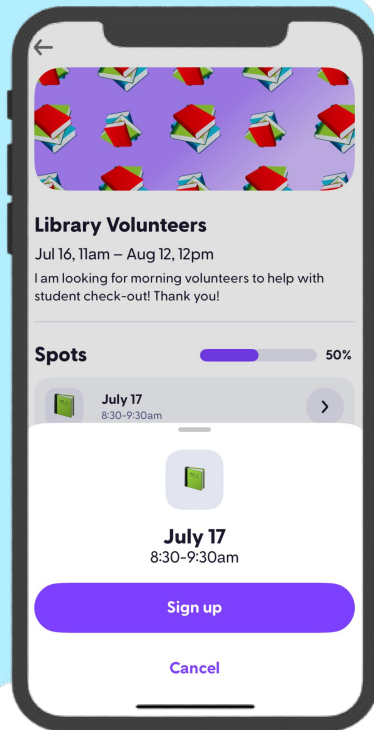 Library Volunteers
Jul 16, 11am – Aug 12, 12pm
I am looking for morning volunteers to help with
student check-out! Thank you!
Spots
50%
July 17
8:30-9:30am
July 17
8:30-9:30am
Sign up
Cancel